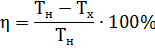 η = (Tн − Tх) / Tн · 100%